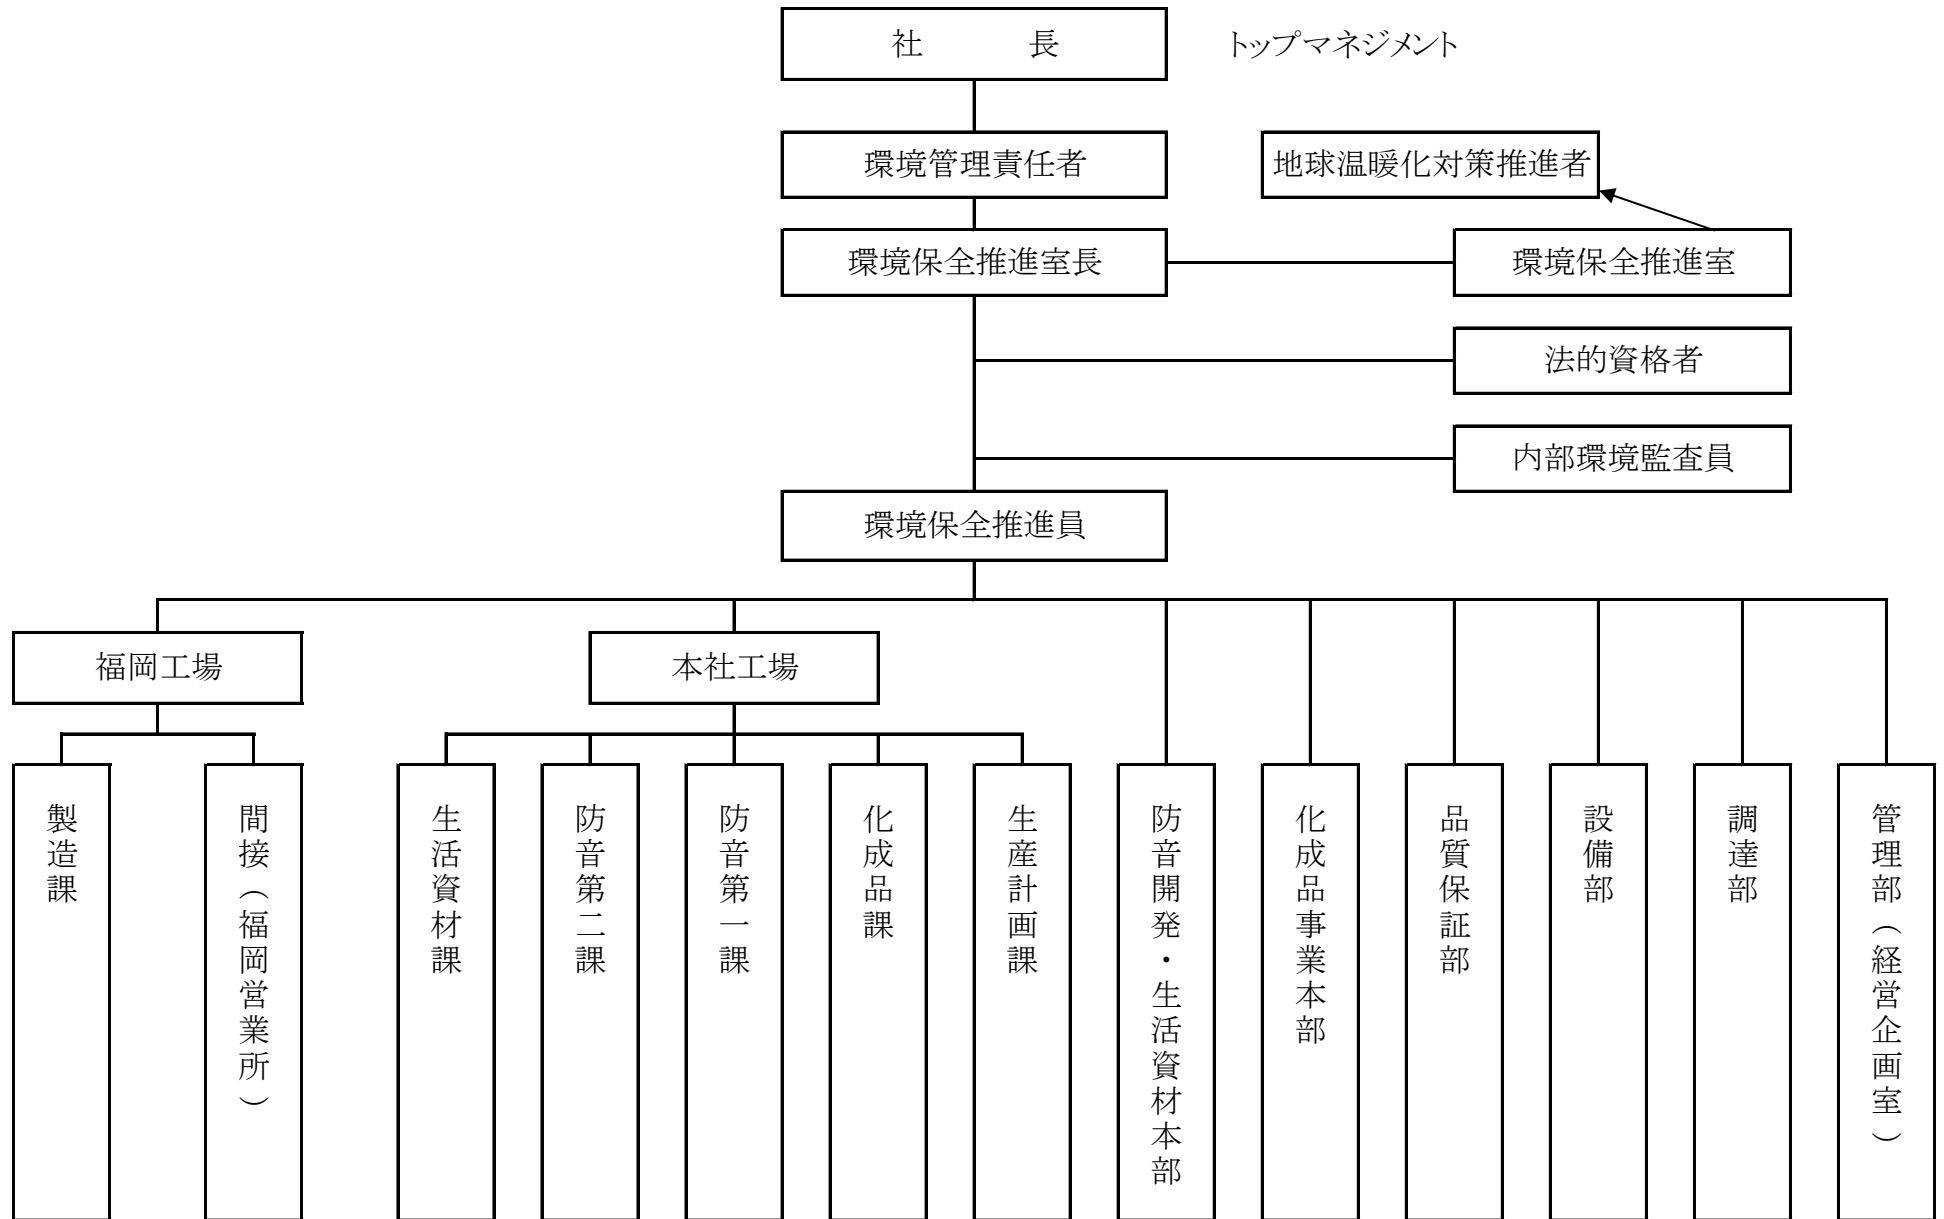 社長 トップマネジメント
環境管理責任者 地球温暖化対策推進者
環境保全推進室長 環境保全推進室
法的資格者
内部環境監査員
環境保全推進員
福岡工場 本社工場
製造課
間接（福岡営業所）
生活資材課
防音第二課
防音第一課
化成品課
生産計画課
防音開発・生活資材本部
化成品事業本部
品質保証部
設備部
調達部
管理部（経営企画室）